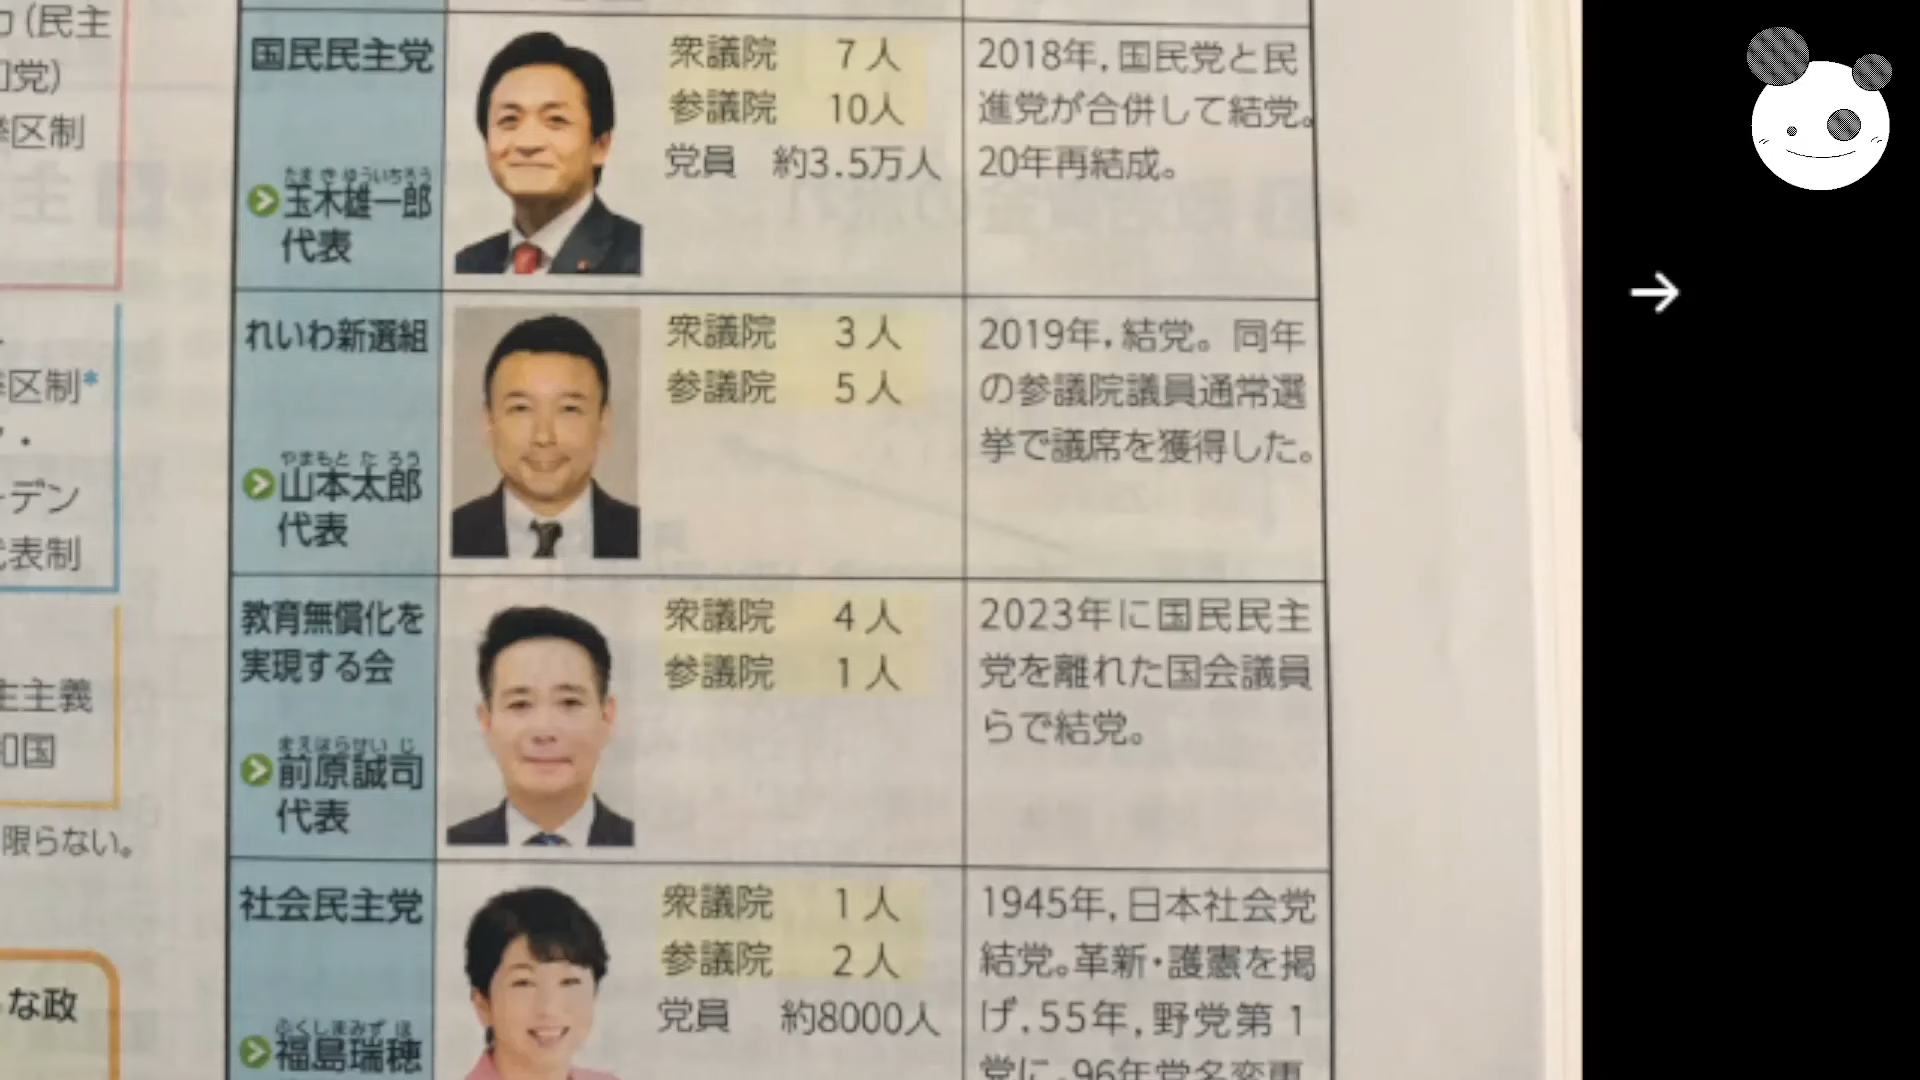 (民主
党)
区制
区制*
・
デン
表制
主義
国
限らない。
な政
国民民主党
たまきゆういちろう
玉木雄一郎
代表
衆議院 7人
参議院 10人
党員 約3.5万人
2018年,国民党と民
進党が合併して結党。
20年再結成。
れいわ新選組
やまもとたろう
山本太郎
代表
衆議院 3人
参議院 5人
2019年,結党。同年
の参議院議員通常選
挙で議席を獲得した。
教育無償化を
実現する会
まえはらせいじ
前原誠司
代表
衆議院 4人
参議院 1人
2023年に国民民主
党を離れた国会議員
らで結党。
社会民主党
ふくしまみずほ
福島瑞穂
衆議院 1人
参議院 2人
党員 約8000人
1945年,日本社会党
結党。革新・護憲を掲
げ,55年,野党第1
党に,96年党名変更